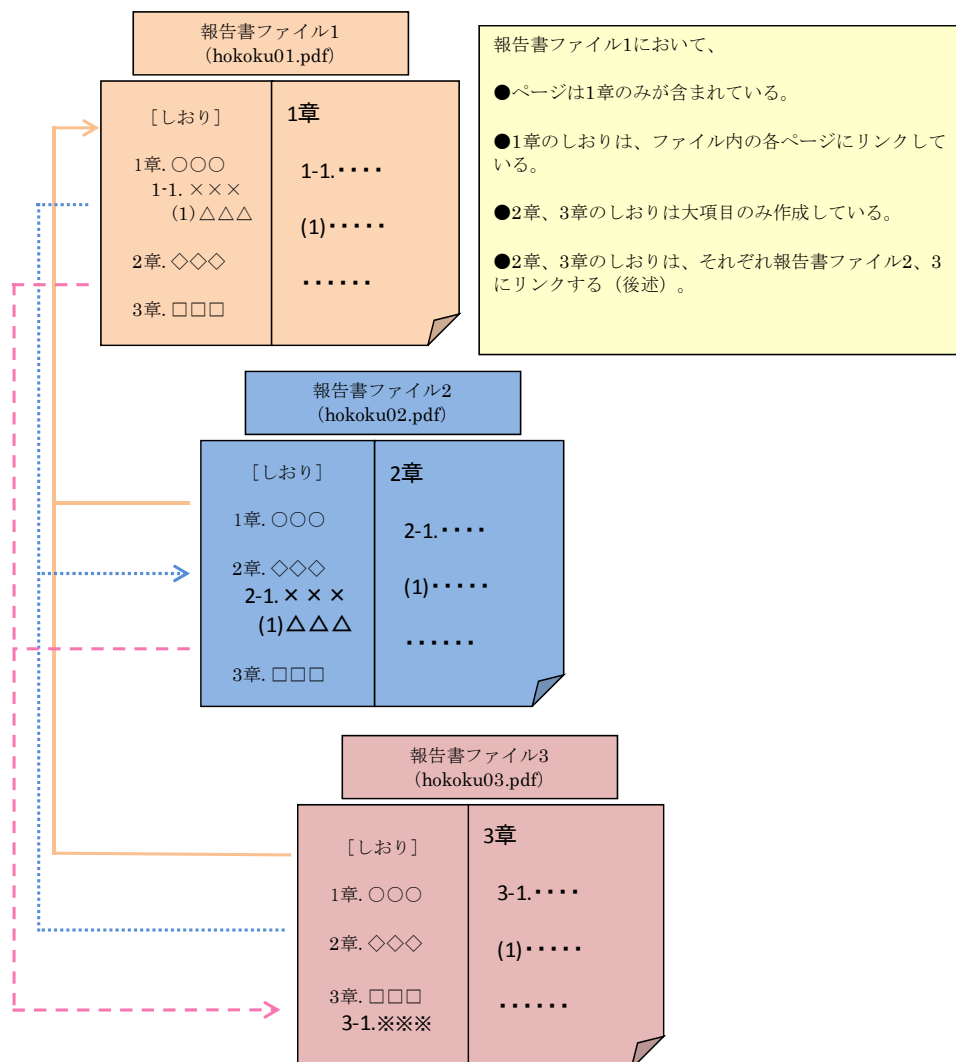 報告書ファイル1
(hokoku01.pdf)
[しおり]
1章. ○○○
1-1. ×××
(1)△△△
2章. ◇◇◇
3章. □□□
1章
1-1.・・・・
(1)・・・・・
・・・・・・
報告書ファイル1において、
●ページは1章のみが含まれている。
●1章のしおりは、ファイル内の各ページにリンクして
いる。
●2章、3章のしおりは大項目のみ作成している。
●2章、3章のしおりは、それぞれ報告書ファイル2、3
にリンクする（後述）。
報告書ファイル2
(hokoku02.pdf)
[しおり]
1章. ○○○
2章. ◇◇◇
2-1.×××
(1)△△△
3章. □□□
2章
2-1.・・・・
(1)・・・・・
・・・・・・
報告書ファイル3
(hokoku03.pdf)
[しおり]
1章. ○○○
2章. ◇◇◇
3章. □□□
3-1.※※※
3章
3-1.・・・・
(1)・・・・・
・・・・・・